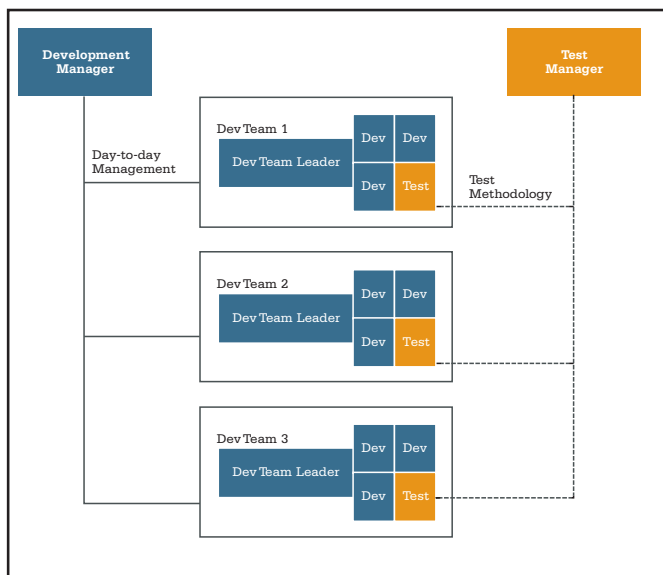 Development
Manager
Test
Manager
Dev Team 1
Dev
Dev
Dev Team Leader
Dev
Test
Day-to-day
Management
Test
Methodology
Dev Team 2
Dev
Dev
Dev Team Leader
Dev
Test
Dev Team 3
Dev
Dev
Dev Team Leader
Dev
Test